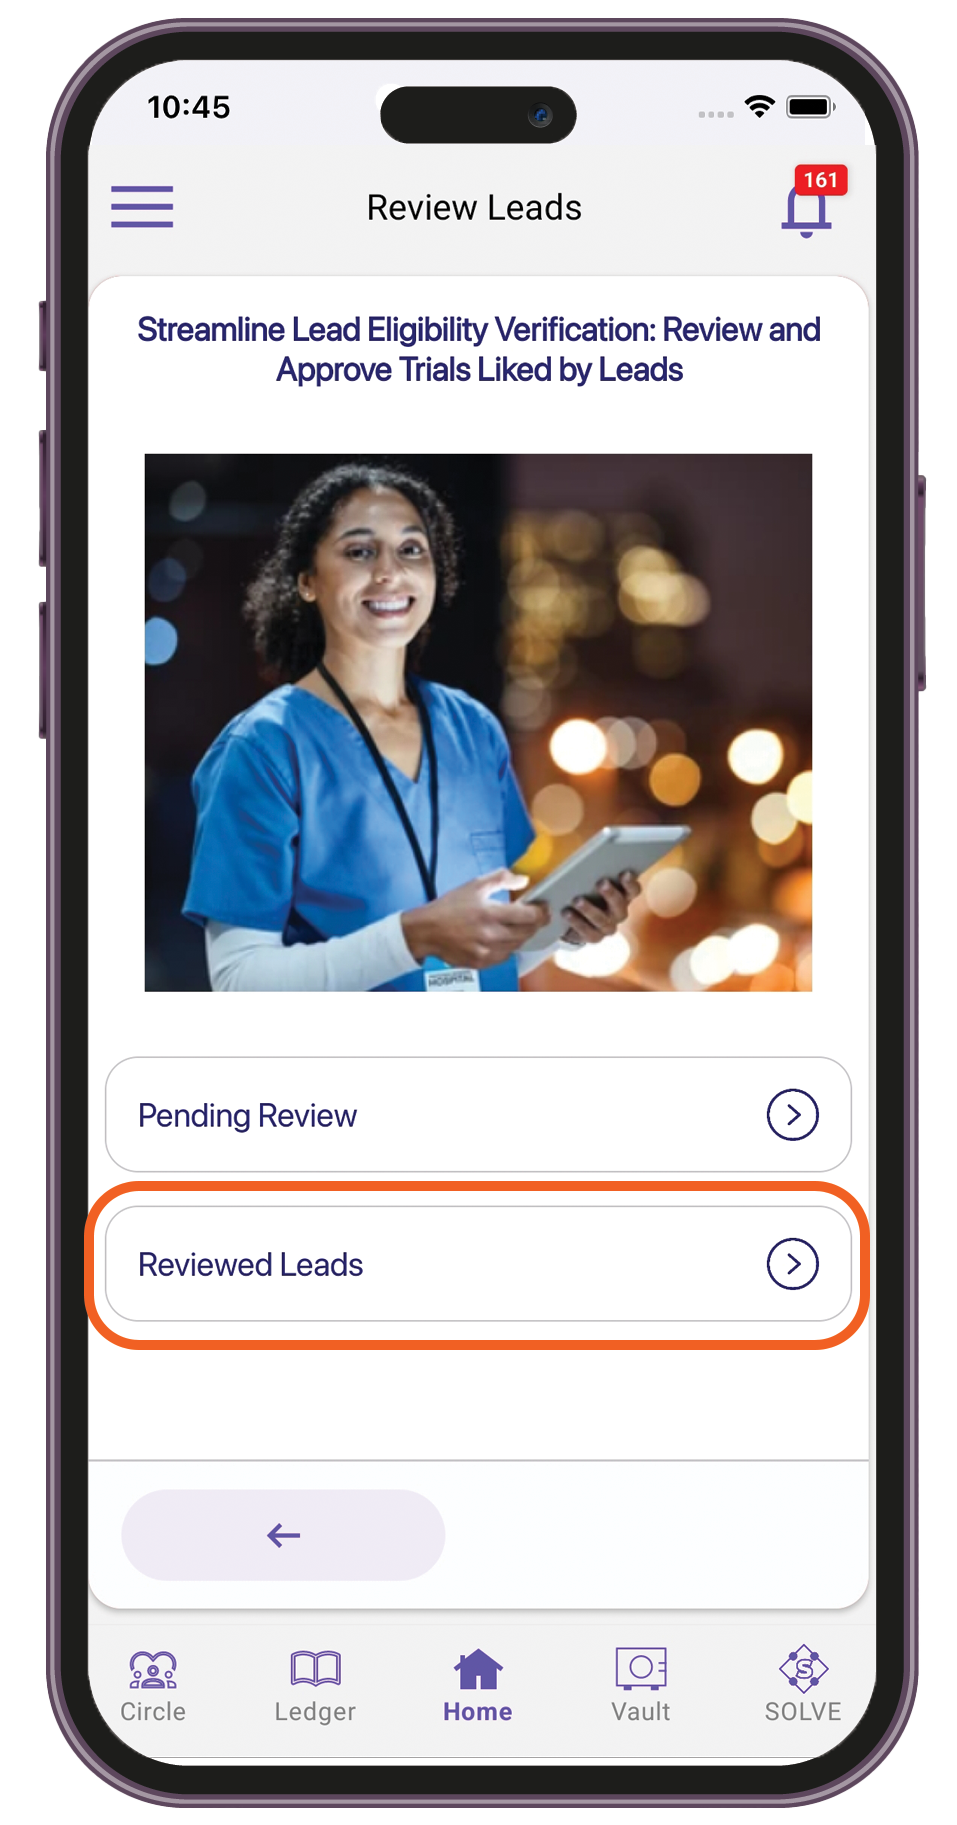 10:45
161
Review Leads
Streamline Lead Eligibility Verification: Review and
Approve Trials Liked by Leads
HOSPITAL
Pending Review
Reviewed Leads
Circle
Ledger
Home
Vault
S
SOLVE